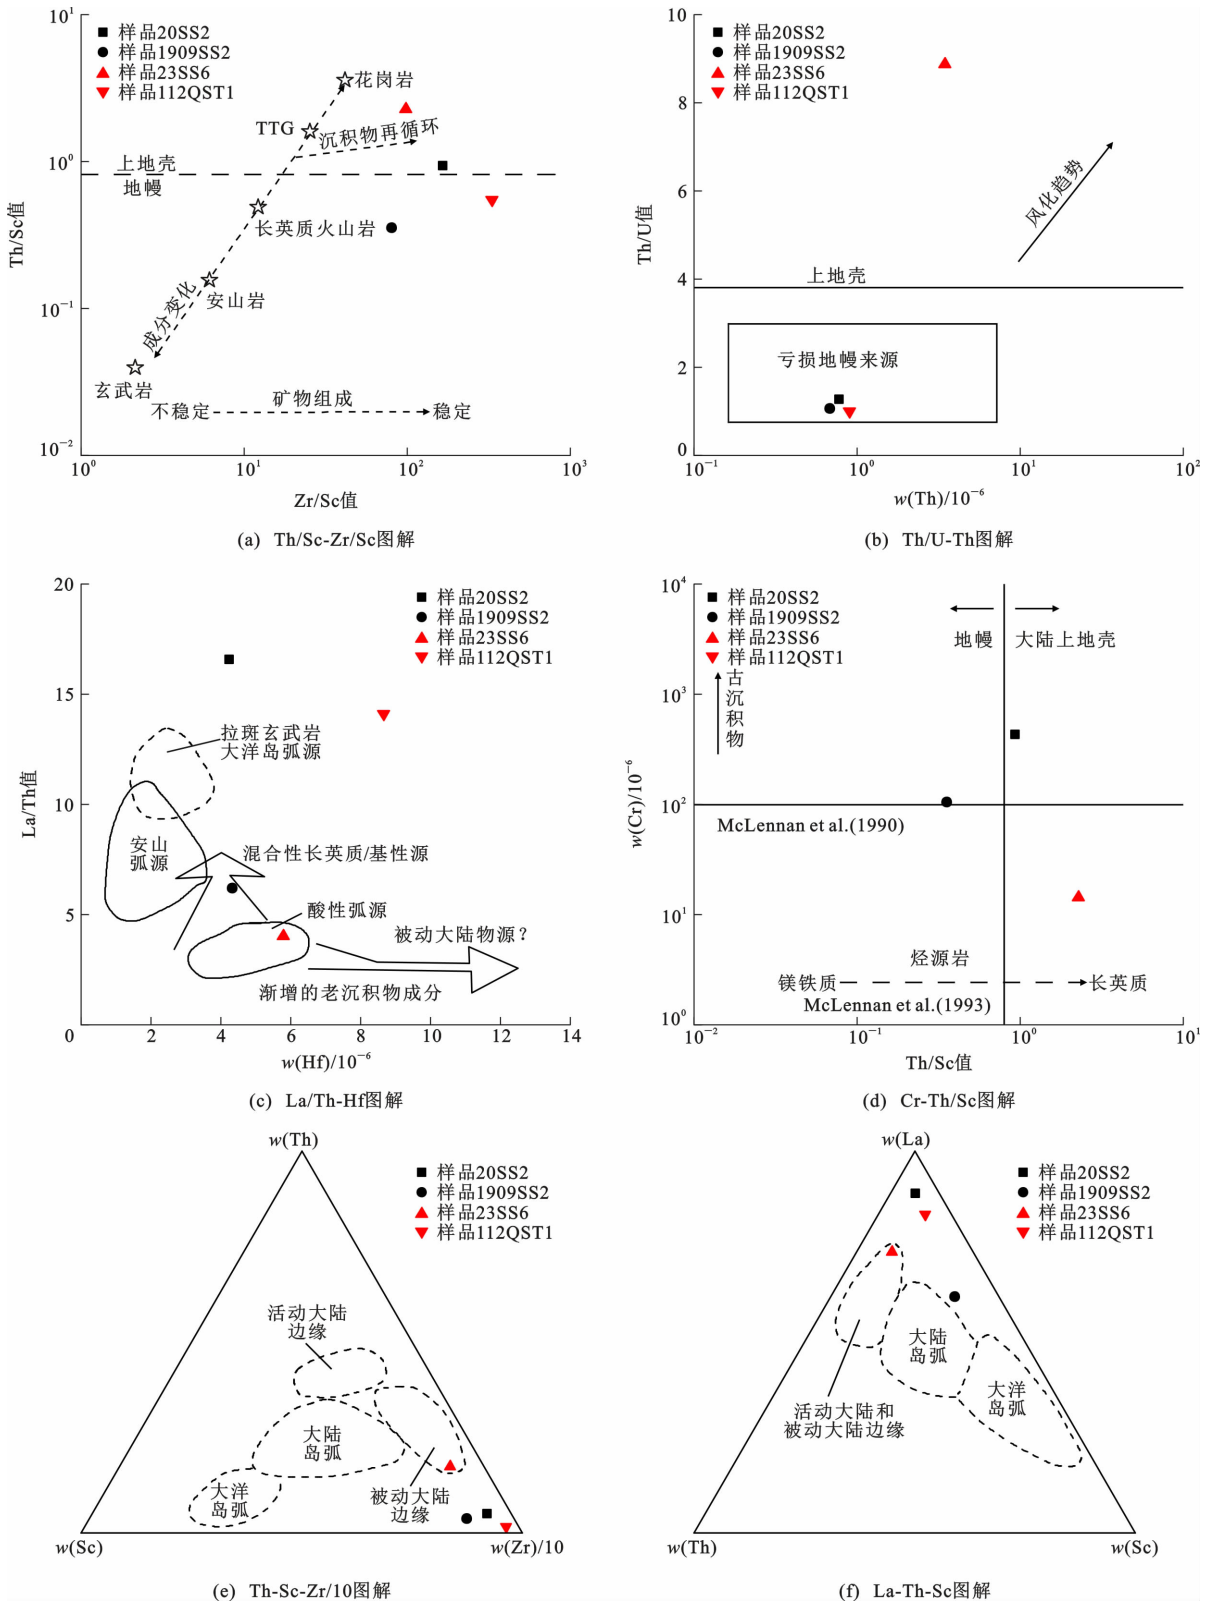 10¹
■ 样品20SS2
● 样品1909SS2
▲ 样品23SS6
▼ 样品112QST1
花岗岩
TTG
沉积物再循环
10⁰
上地壳
地幔
长英质火山岩
Th/Sc值
安山岩
10⁻¹
成分变化
玄武岩
矿物组成
不稳定
稳定
10⁻²
10⁰
10¹
10²
10³
Zr/Sc值
(a) Th/Sc-Zr/Sc图解
10
■ 样品20SS2
● 样品1909SS2
▲ 样品23SS6
▼ 样品112QST1
8
6
风化趋势
Th/U值
4
上地壳
亏损地幔来源
2
0
10⁻¹
10⁰
10¹
10²
w(Th)/10⁻⁶
(b) Th/U-Th图解
20
■ 样品20SS2
● 样品1909SS2
▲ 样品23SS6
▼ 样品112QST1
15
拉斑玄武岩
大洋岛弧源
La/Th值
10
安山
弧源
混合性长英质/基性源
酸性弧源
5
被动大陆物源？
渐增的老沉积物成分
0
2
4
6
8
10
12
14
w(Hf)/10⁻⁶
(c) La/Th-Hf图解
10⁴
■ 样品20SS2
● 样品1909SS2
▲ 样品23SS6
▼ 样品112QST1
地幔
大陆上地壳
古沉积物
10³
w(Cr)/10⁻⁶
10²
McLennan et al.(1990)
10¹
烃源岩
镁铁质
长英质
McLennan et al.(1993)
10⁰
10⁻²
10⁻¹
10⁰
10¹
Th/Sc值
(d) Cr-Th/Sc图解
w(Th)
■ 样品20SS2
● 样品1909SS2
▲ 样品23SS6
▼ 样品112QST1
活动大陆
边缘
大陆
岛弧
大洋
岛弧
被动大陆
边缘
w(Sc)
w(Zr)/10
(e) Th-Sc-Zr/10图解
w(La)
■ 样品20SS2
● 样品1909SS2
▲ 样品23SS6
▼ 样品112QST1
大陆
岛弧
大洋
岛弧
活动大陆和
被动大陆边缘
w(Th)
w(Sc)
(f) La-Th-Sc图解